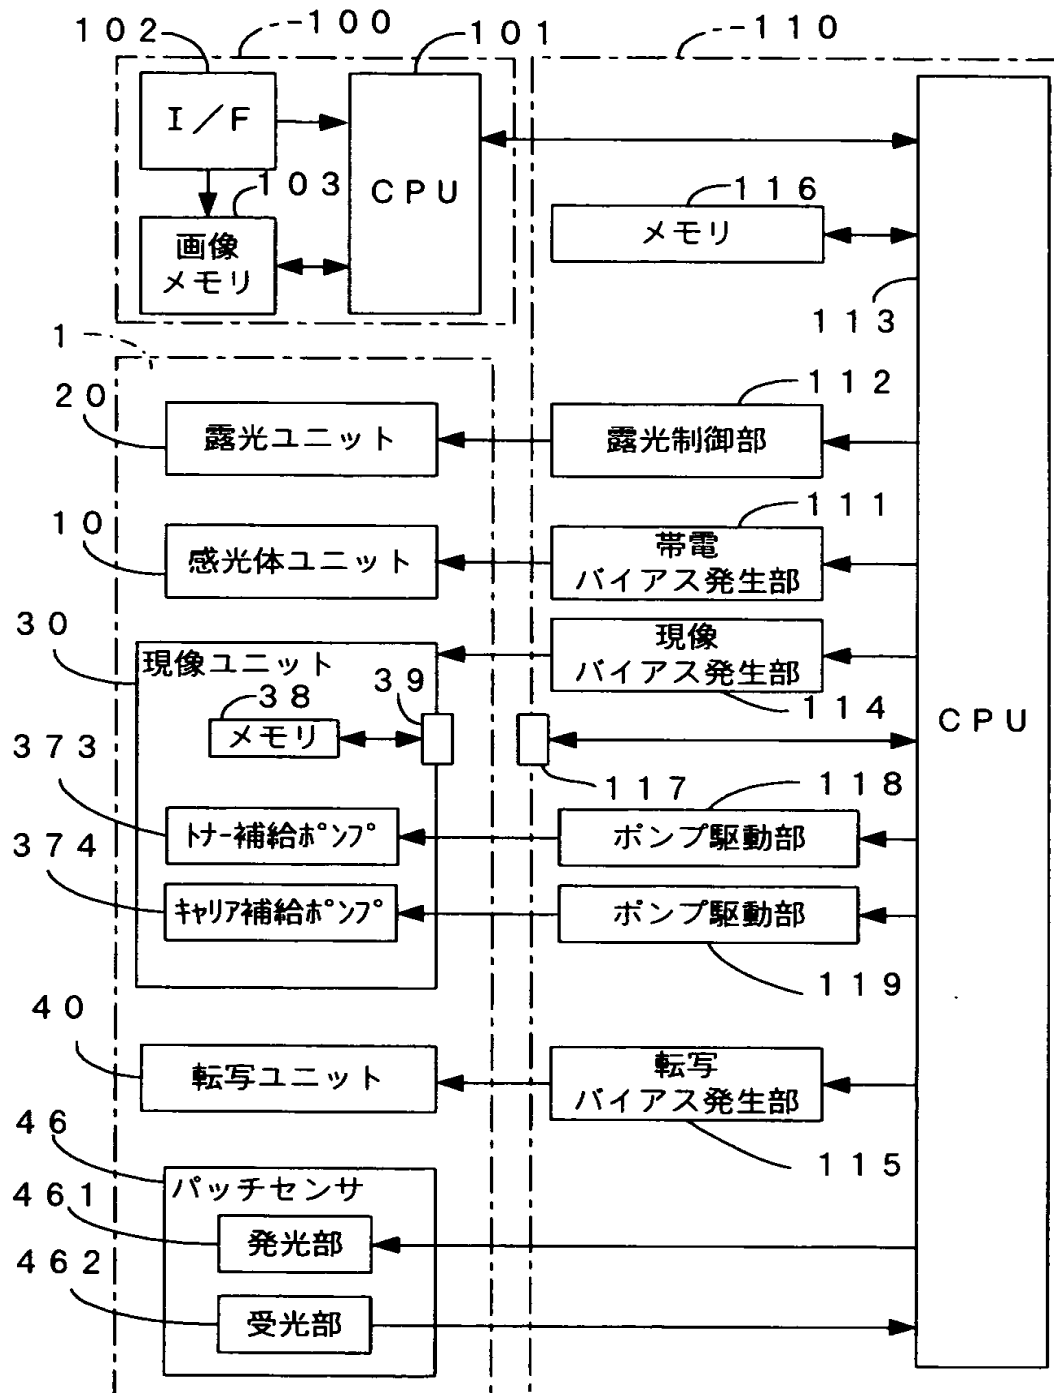 １０２
１００
１０１
１１０
Ｉ／Ｆ
１０３
ＣＰＵ
１１６
メモリ
画像
メモリ
１１３
１
２０
１１２
露光ユニット
露光制御部
１０
１１１
感光体ユニット
帯電
バイアス発生部
３０
現像
バイアス発生部
現像ユニット
３９
３８
１１４
ＣＰＵ
メモリ
３７３
１１７
１１８
トナー補給ポンプ
ポンプ駆動部
３７４
キャリア補給ポンプ
ポンプ駆動部
１１９
４０
転写ユニット
転写
バイアス発生部
４６
１１５
パッチセンサ
４６１
発光部
４６２
受光部